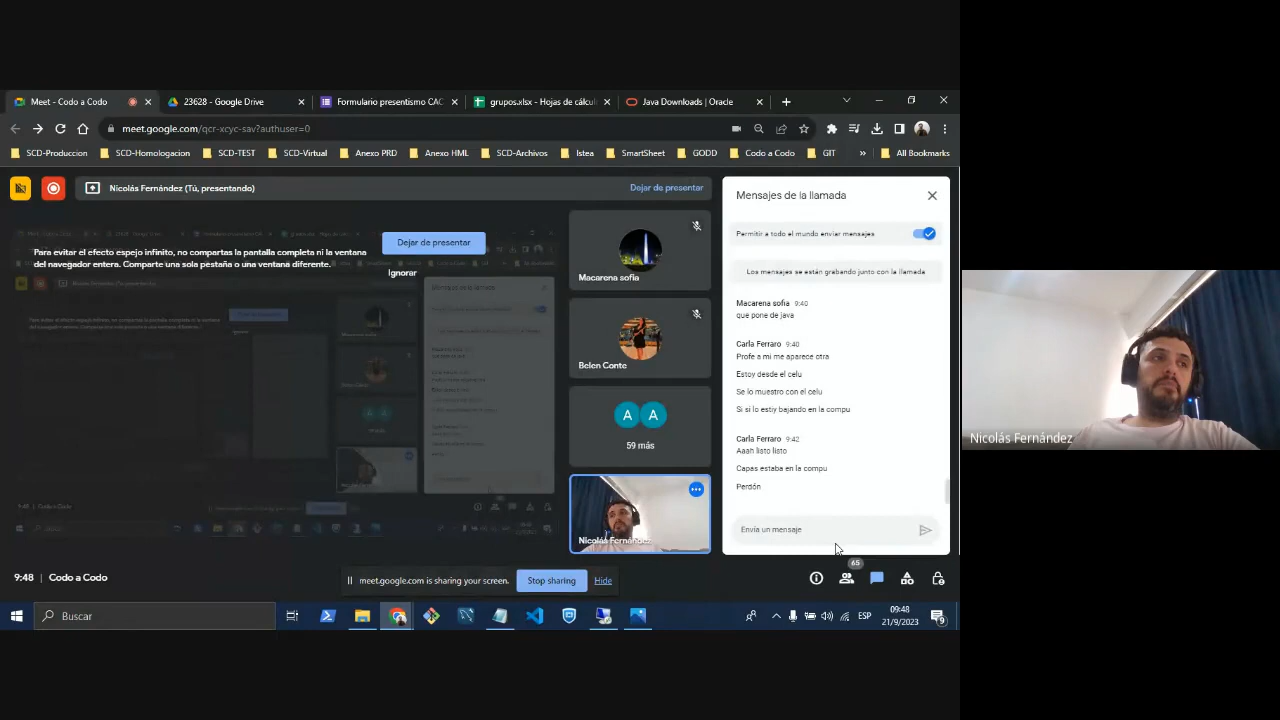 Meet - Codo a Codo
23628 - Google Drive
Formulario presentismo CAC
grupos.xlsx - Hojas de cálcul
Java Downloads | Oracle
meet.google.com/qcr-xcyc-sav?authuser=0
SCD-Produccion
SCD-Homologacion
SCD-TEST
SCD-Virtual
Anexo PRD
Anexo HML
SCD-Archivos
Istea
SmartSheet
GODD
Codo a Codo
GIT
»
All Bookmarks
Nicolás Fernández (Tú, presentando)
Dejar de presentar
Para evitar el efecto espejo infinito, no compartas la pantalla completa ni la ventana
del navegador entera. Comparte una sola pestaña o una ventana diferente.
Dejar de presentar
Ignorar
Macarena sofia
Belen Conte
A A
59 más
Nicolás Fernández
Mensajes de la llamada
Permitir a todo el mundo enviar mensajes
Los mensajes se están grabando junto con la llamada
Macarena sofia 9:40
que pone de java
Carla Ferraro 9:40
Profe a mi me aparece otra
Estoy desde el celu
Se lo muestro con el celu
Si si lo estiy bajando en la compu
Carla Ferraro 9:42
Aaah listo listo
Capas estaba en la compu
Perdón
Envía un mensaje
65
9:48 | Codo a Codo
meet.google.com is sharing your screen.
Stop sharing
Hide
Buscar
ESP
09:48
21/9/2023
9
Nicolás Fernández